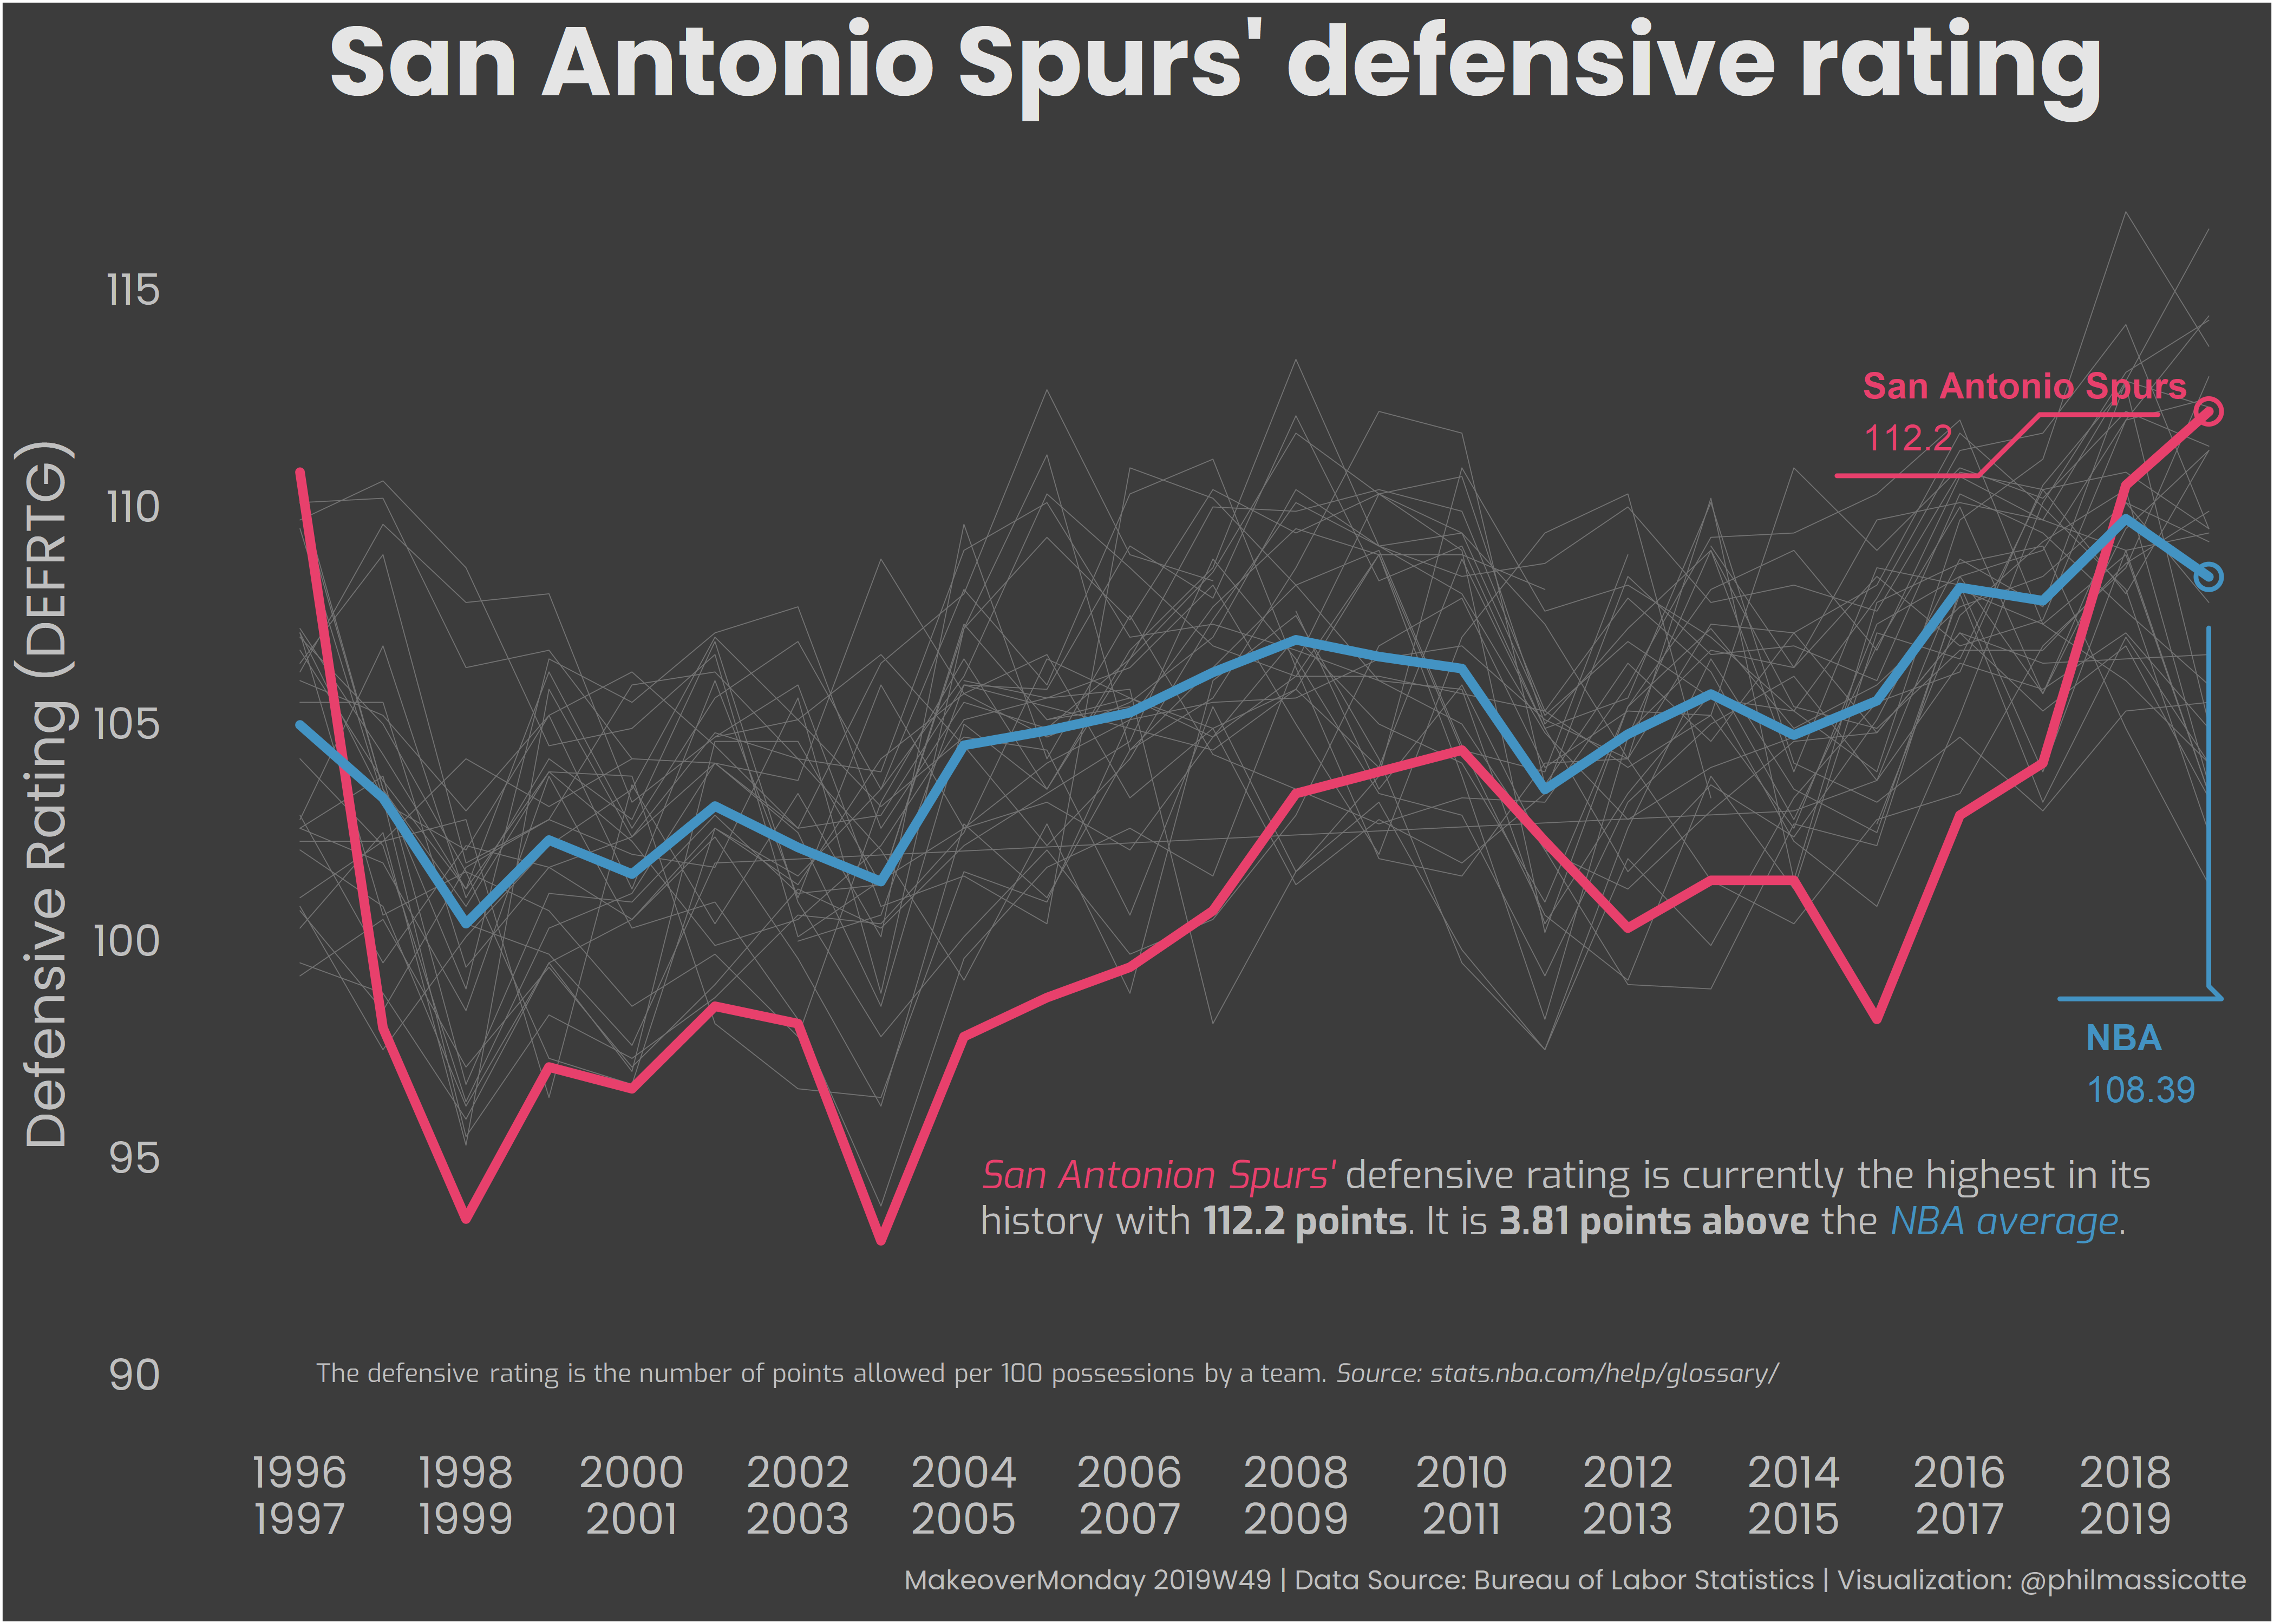 San Antonio Spurs' defensive rating
Defensive Rating (DEFRTG)
115
110
105
100
95
90
San Antonio Spurs
112.2
NBA
108.39
San Antonion Spurs' defensive rating is currently the highest in its
history with 112.2 points. It is 3.81 points above the NBA average.
The defensive rating is the number of points allowed per 100 possessions by a team. Source: stats.nba.com/help/glossary/
1996 1998 2000 2002 2004 2006 2008 2010 2012 2014 2016 2018
1997 1999 2001 2003 2005 2007 2009 2011 2013 2015 2017 2019
MakeoverMonday 2019W49 | Data Source: Bureau of Labor Statistics | Visualization: @philmassicotte